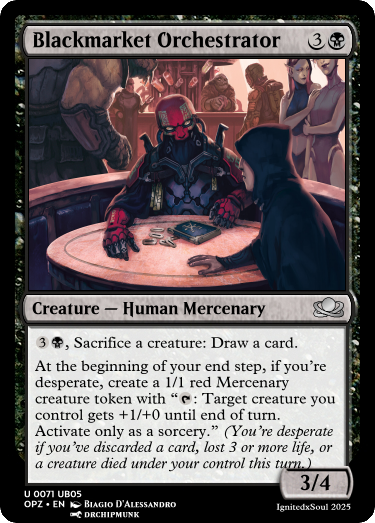 Blackmarket Orchestrator 3
Creature — Human Mercenary
3, Sacrifice a creature: Draw a card.
At the beginning of your end step, if you're
desperate, create a 1/1 red Mercenary
creature token with “: Target creature you
control gets +1/+0 until end of turn.
Activate only as a sorcery.” (You're desperate
if you've discarded a card, lost 3 or more life, or
a creature died under your control this turn.)
3/4
U 0071 UB05
OPZ • EN Biagio D'Alessandro
drchipmunk
IgnitedxSoul 2025